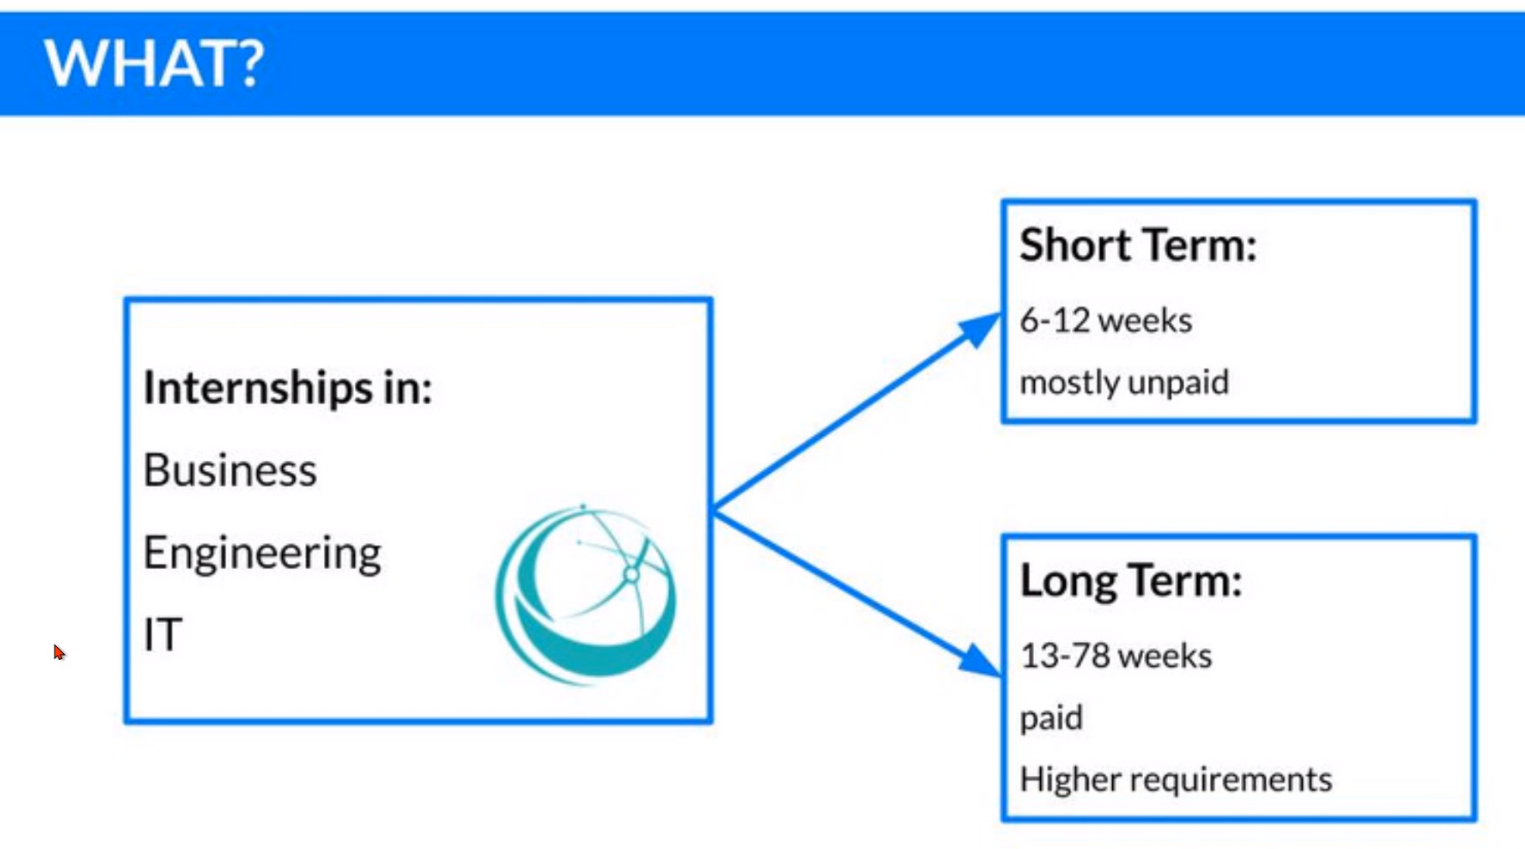 WHAT?
Internships in:
Business
Engineering
IT
Short Term:
6-12 weeks
mostly unpaid
Long Term:
13-78 weeks
paid
Higher requirements